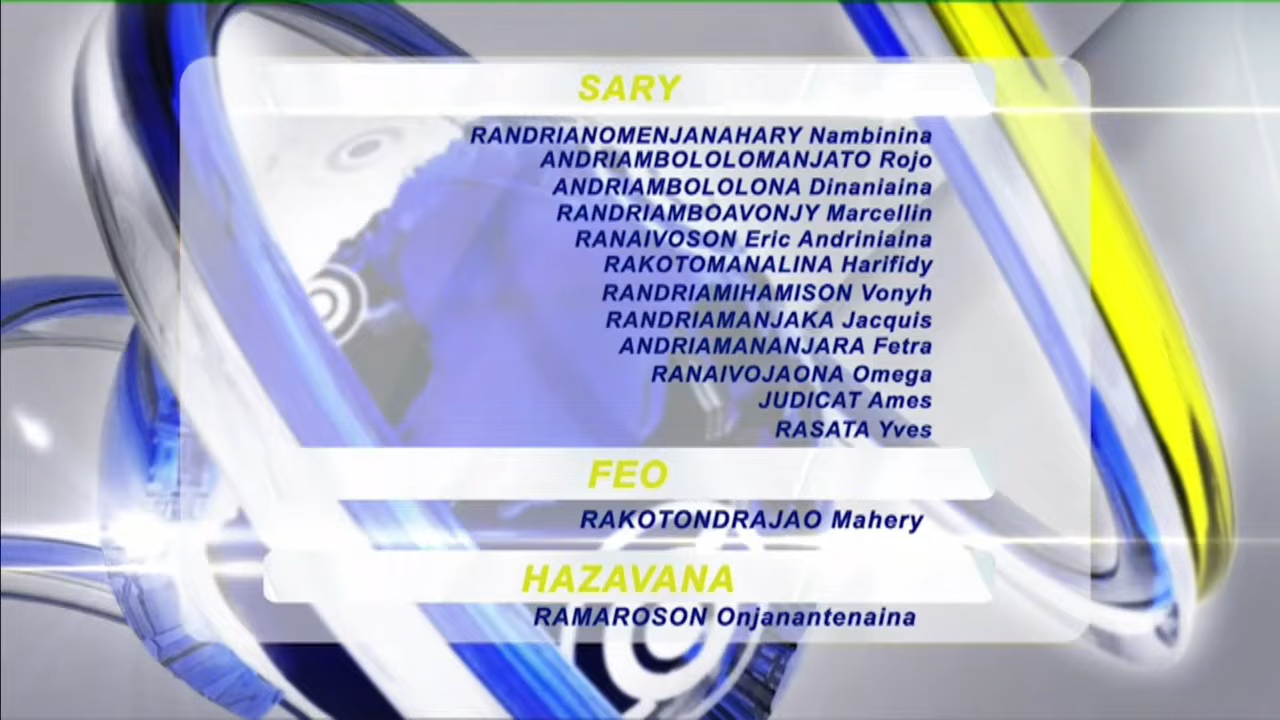 SARY
RANDRIANOMENJANAHARY Nambinina
ANDRIAMBOLOLOMANJATO Rojo
ANDRIAMBOLOLONA Dinaniaina
RANDRIAMBOAVONJY Marcellin
RANAIVOSON Eric Andriniaina
RAKOTOMANALINA Harifidy
RANDRIAMIHAMISON Vonyh
RANDRIAMANJAKA Jacquis
ANDRIAMANANJARA Fetra
RANAIVOJAONA Omega
JUDICAT Ames
RASATA Yves
FEO
RAKOTONDRAJAO Mahery
HAZAVANA
RAMAROSON Onjanantenaina